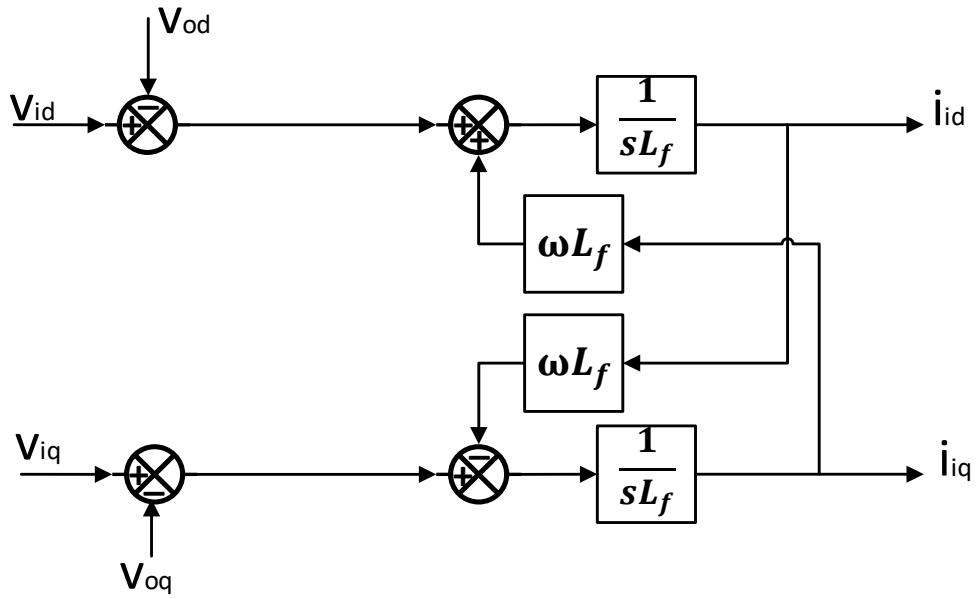 Vod
Vid
− + + +
1
sLf
iid
ωLf
ωLf
Viq
+ − + −
1
sLf
iiq
Voq